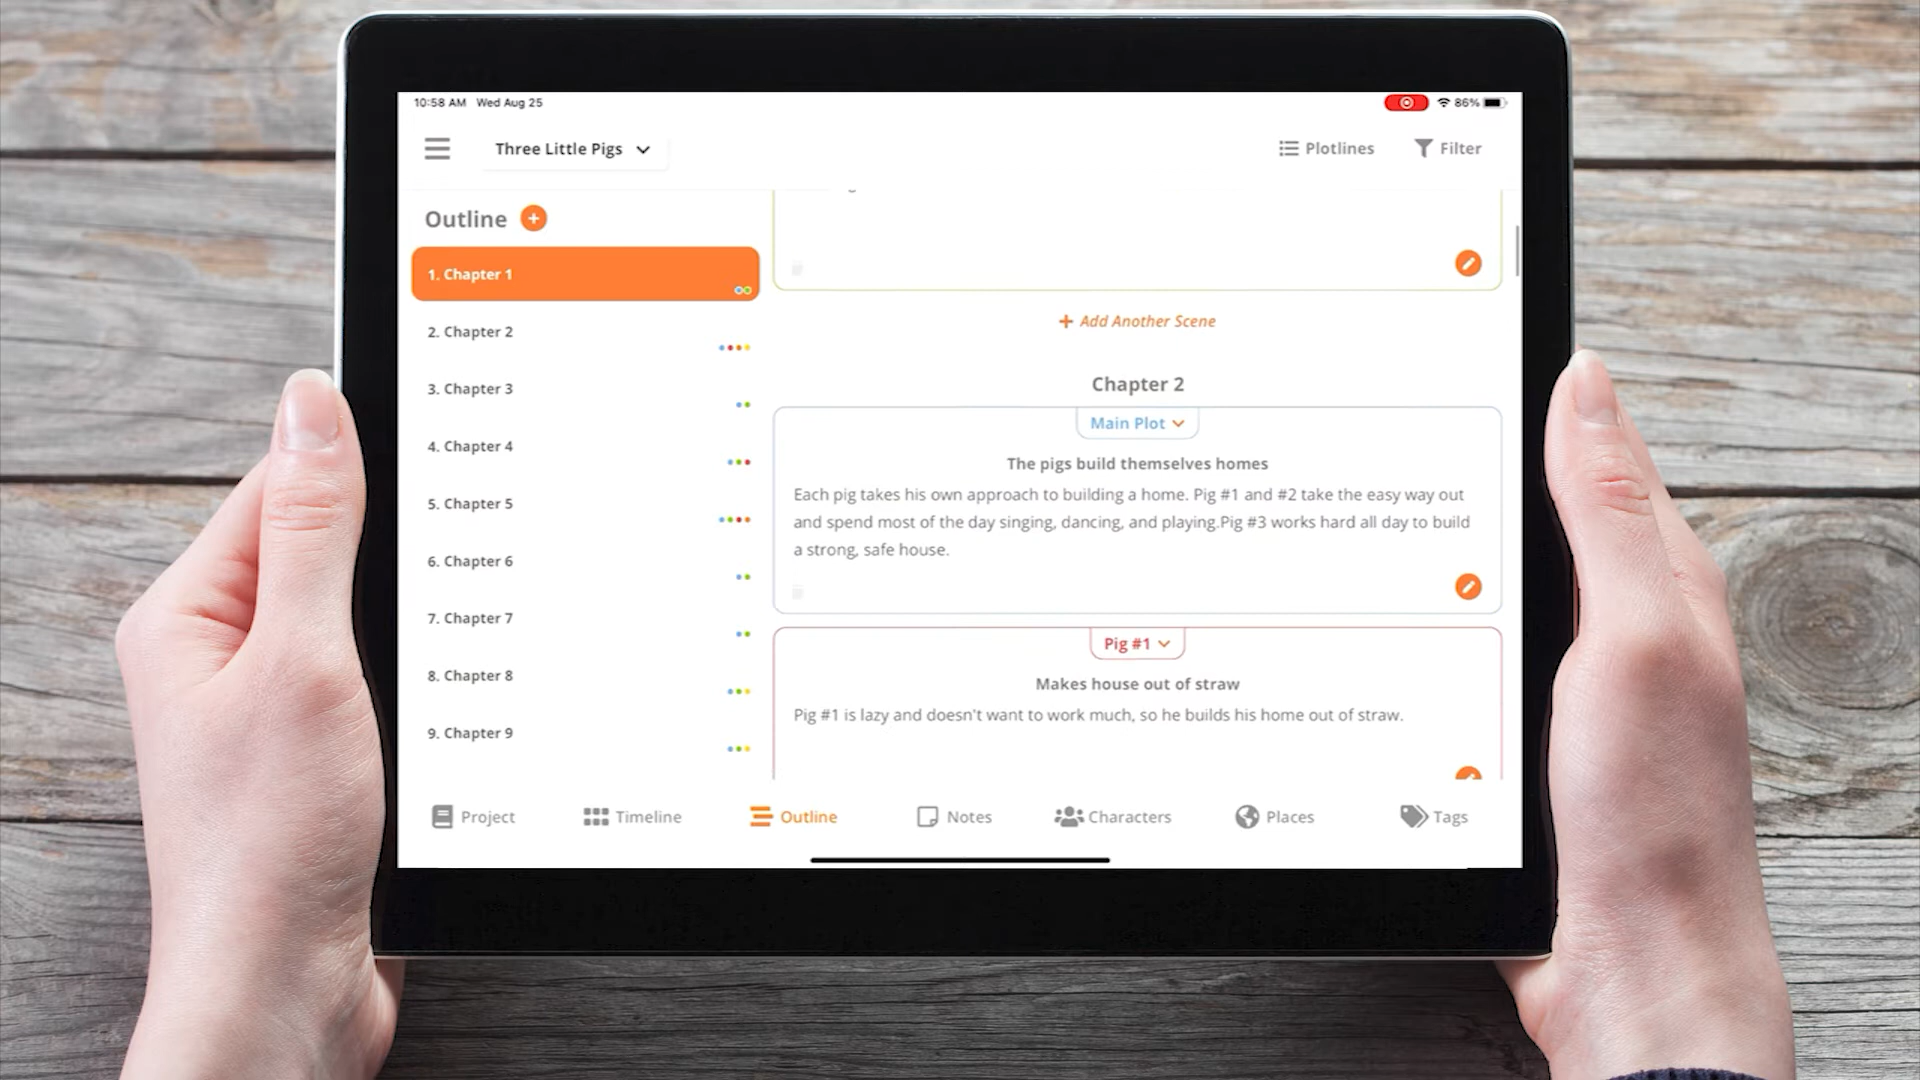 10:58 AM Wed Aug 25
86%
Three Little Pigs
Plotlines
Filter
Outline
1. Chapter 1
2. Chapter 2
3. Chapter 3
4. Chapter 4
5. Chapter 5
6. Chapter 6
7. Chapter 7
8. Chapter 8
9. Chapter 9
+ Add Another Scene
Chapter 2
Main Plot
The pigs build themselves homes
Each pig takes his own approach to building a home. Pig #1 and #2 take the easy way out
and spend most of the day singing, dancing, and playing.Pig #3 works hard all day to build
a strong, safe house.
Pig #1
Makes house out of straw
Pig #1 is lazy and doesn't want to work much, so he builds his home out of straw.
Project
Timeline
Outline
Notes
Characters
Places
Tags